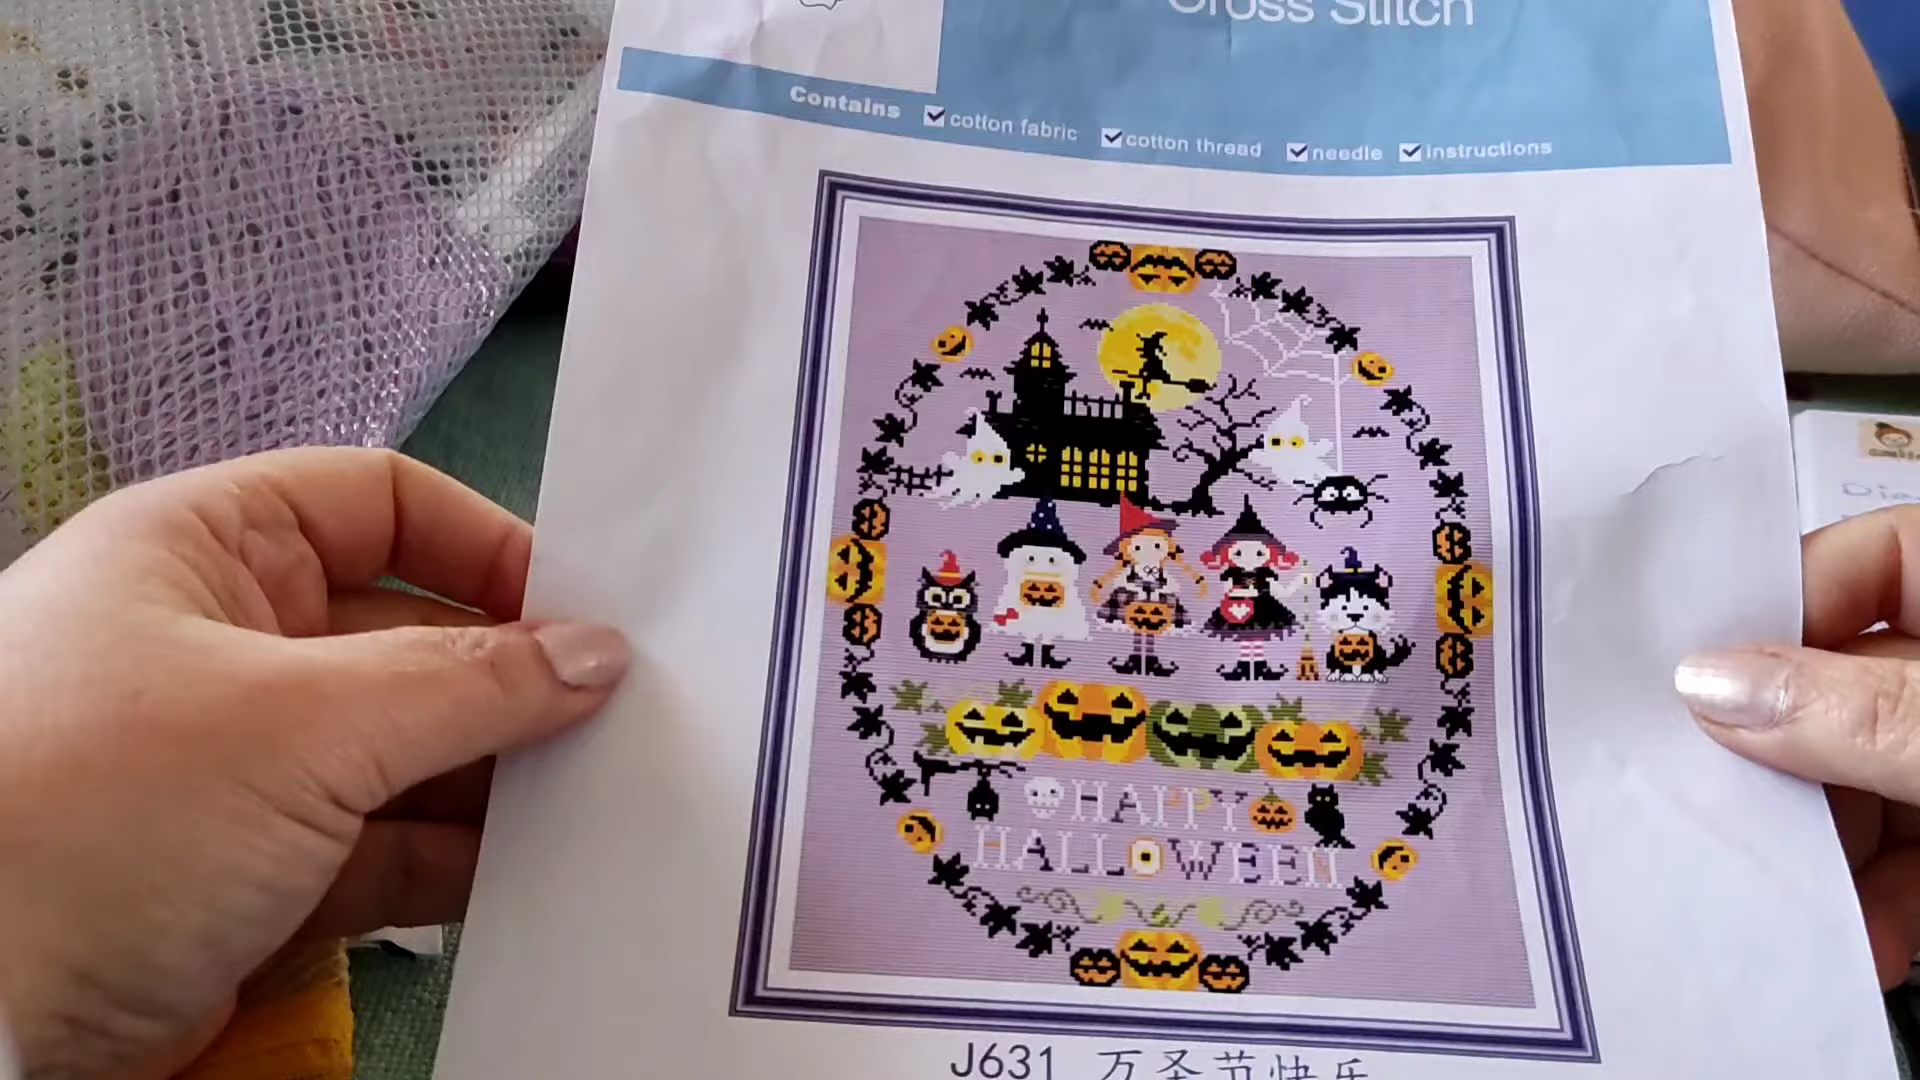 Cross Stitch
Contains cotton fabric cotton thread needle instructions
HAPPY
HALLOWEEN
J631 万圣节快乐